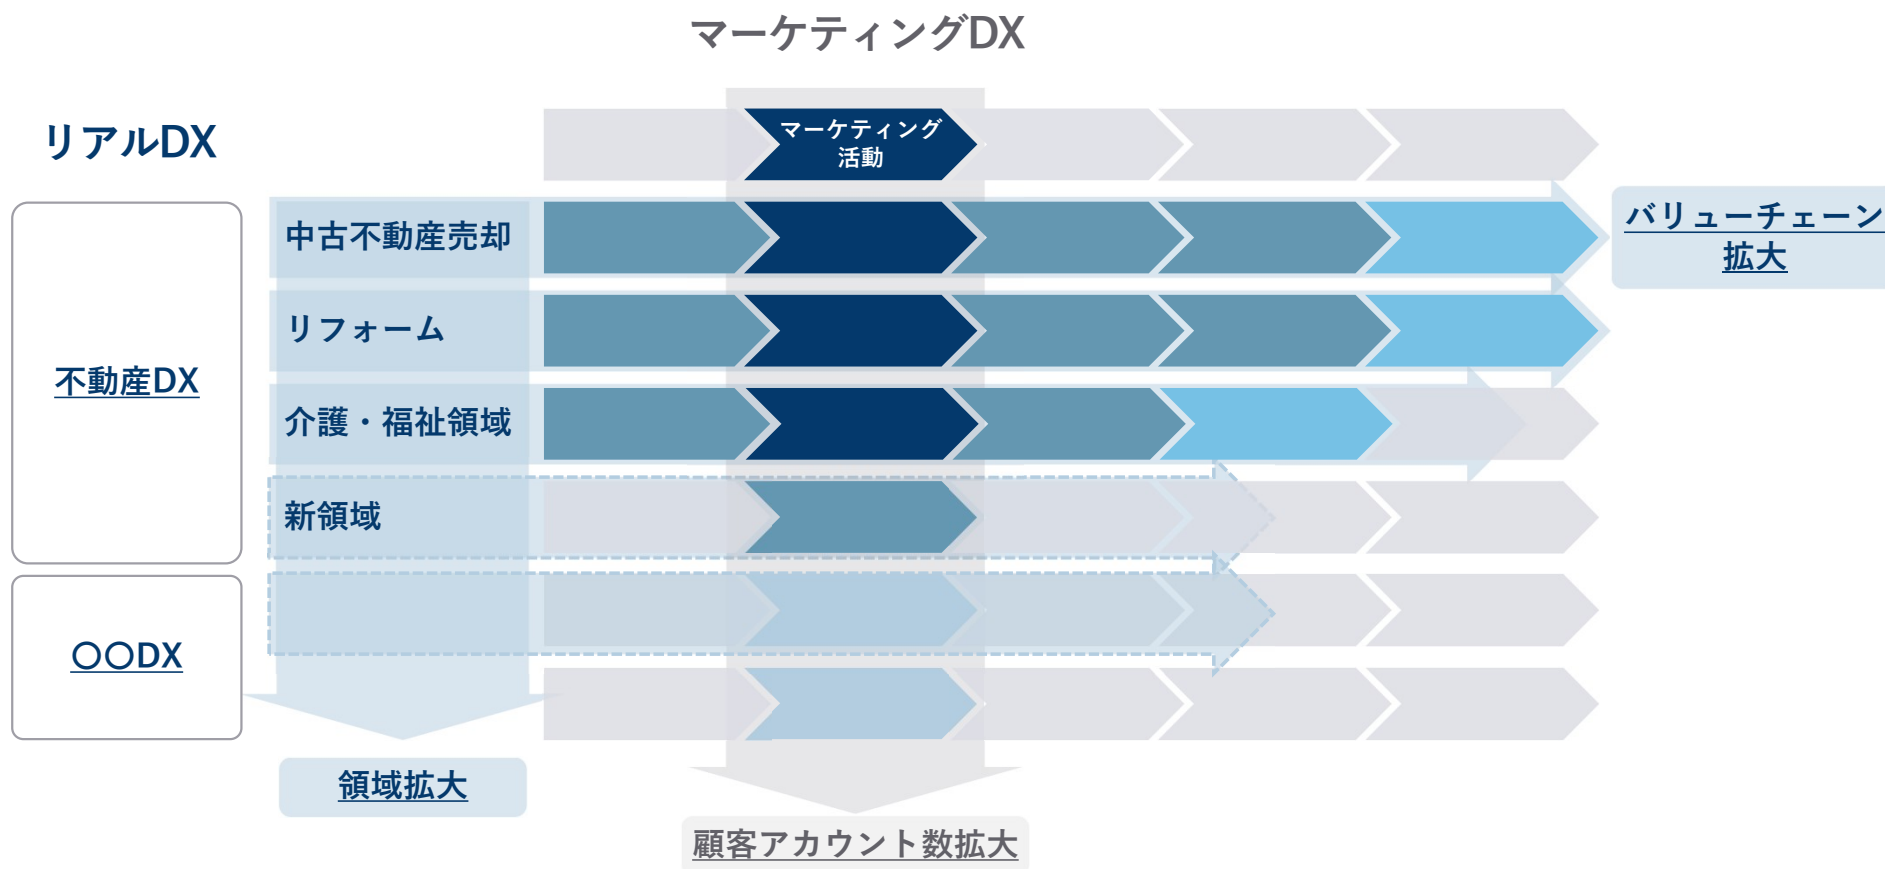 マーケティングDX
リアルDX
マーケティング
活動
中古不動産売却
バリューチェーン
拡大
リフォーム
不動産DX
介護・福祉領域
新領域
〇〇DX
領域拡大
顧客アカウント数拡大